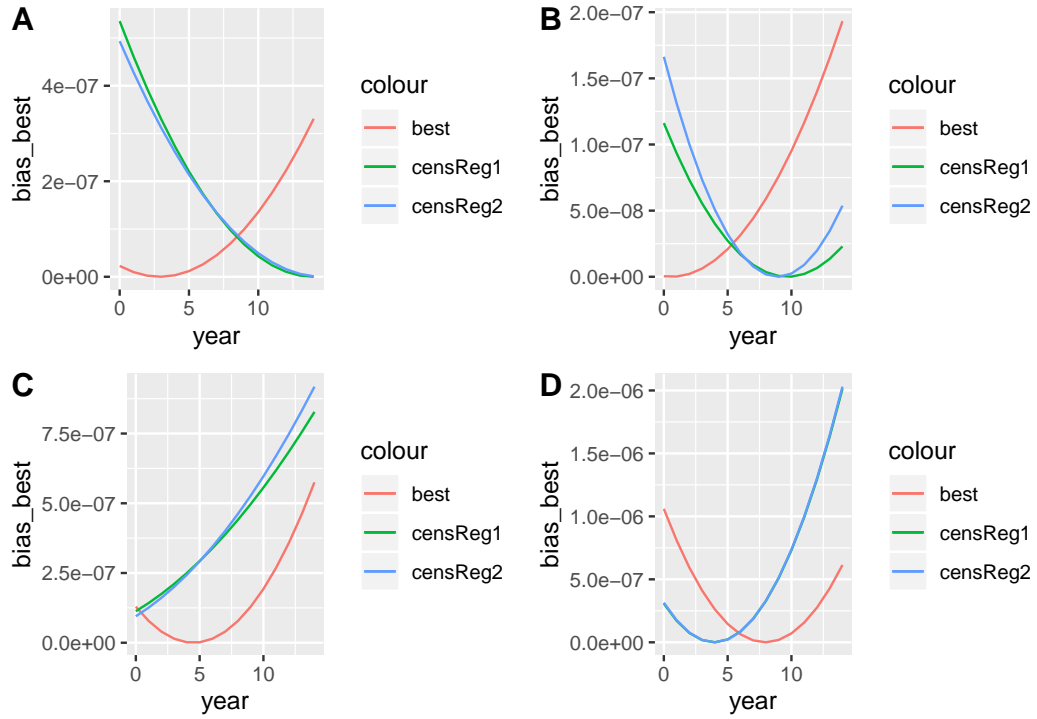 A
bias_best
4e−07
2e−07
0e+00
0
5
10
year
colour
best
censReg1
censReg2
B
bias_best
2.0e−07
1.5e−07
1.0e−07
5.0e−08
0.0e+00
0
5
10
year
colour
best
censReg1
censReg2
C
bias_best
7.5e−07
5.0e−07
2.5e−07
0.0e+00
0
5
10
year
colour
best
censReg1
censReg2
D
bias_best
2.0e−06
1.5e−06
1.0e−06
5.0e−07
0.0e+00
0
5
10
year
colour
best
censReg1
censReg2